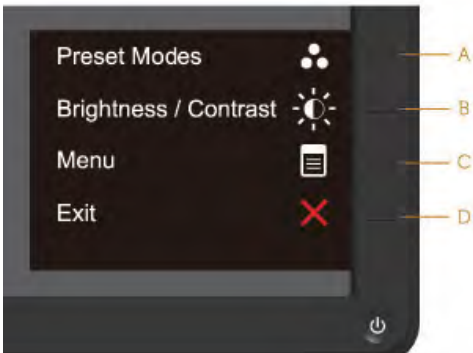 Preset Modes
A
Brightness / Contrast
B
Menu
C
Exit
D